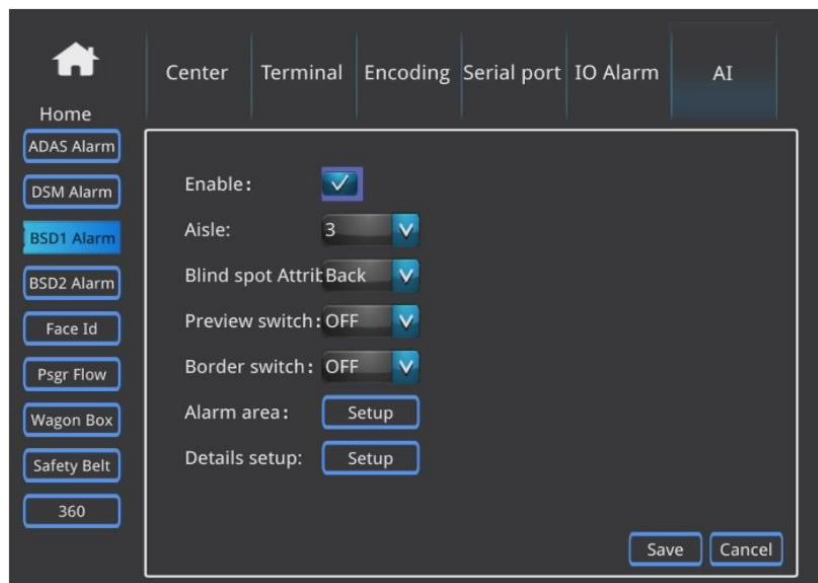 Home
Center
Terminal
Encoding
Serial port
IO Alarm
AI
ADAS Alarm
DSM Alarm
BSD1 Alarm
BSD2 Alarm
Face Id
Psgr Flow
Wagon Box
Safety Belt
360
Enable:
Aisle: 3
Blind spot Attrib Back
Preview switch: OFF
Border switch: OFF
Alarm area: Setup
Details setup: Setup
Save Cancel